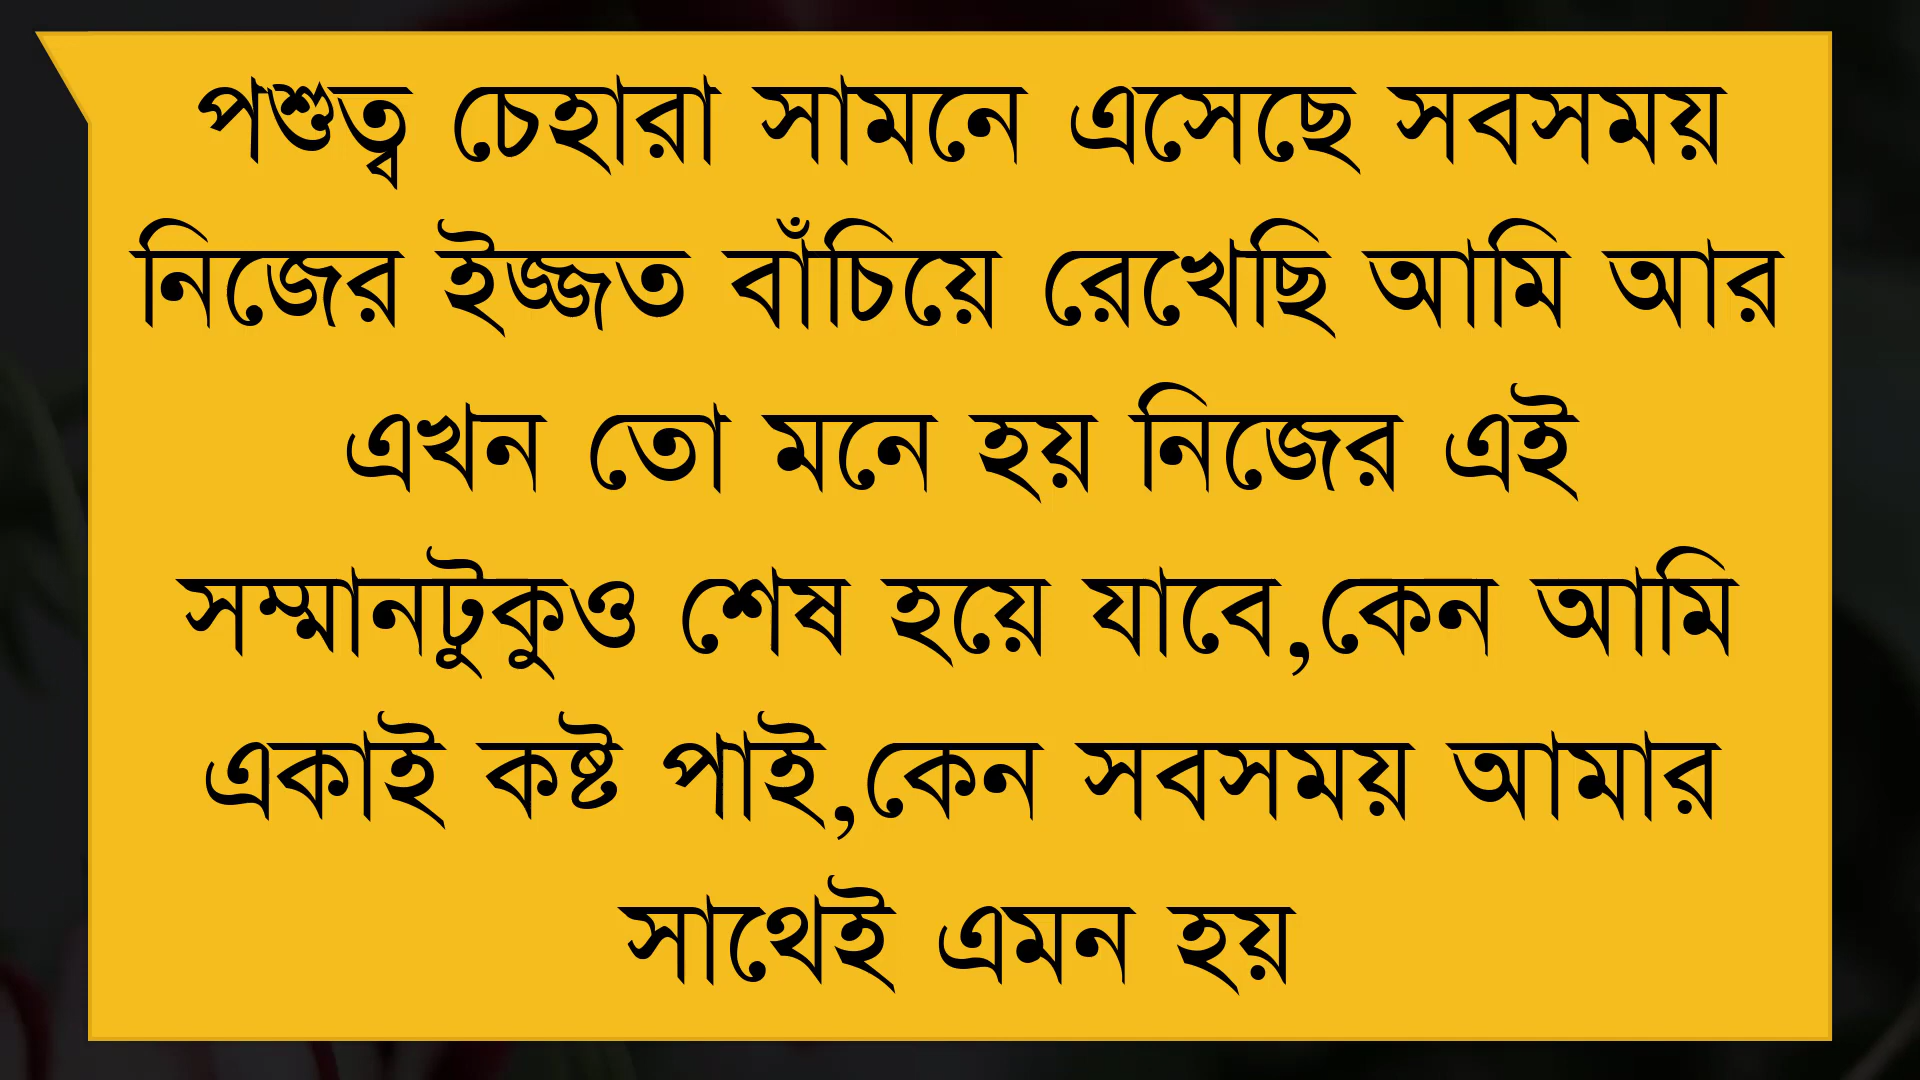 পশুত্ব চেহারা সামনে এসেছে সবসময়
নিজের ইজ্জত বাঁচিয়ে রেখেছি আমি আর
এখন তো মনে হয় নিজের এই
সম্মানটুকুও শেষ হয়ে যাবে,কেন আমি
একাই কষ্ট পাই,কেন সবসময় আমার
সাথেই এমন হয়